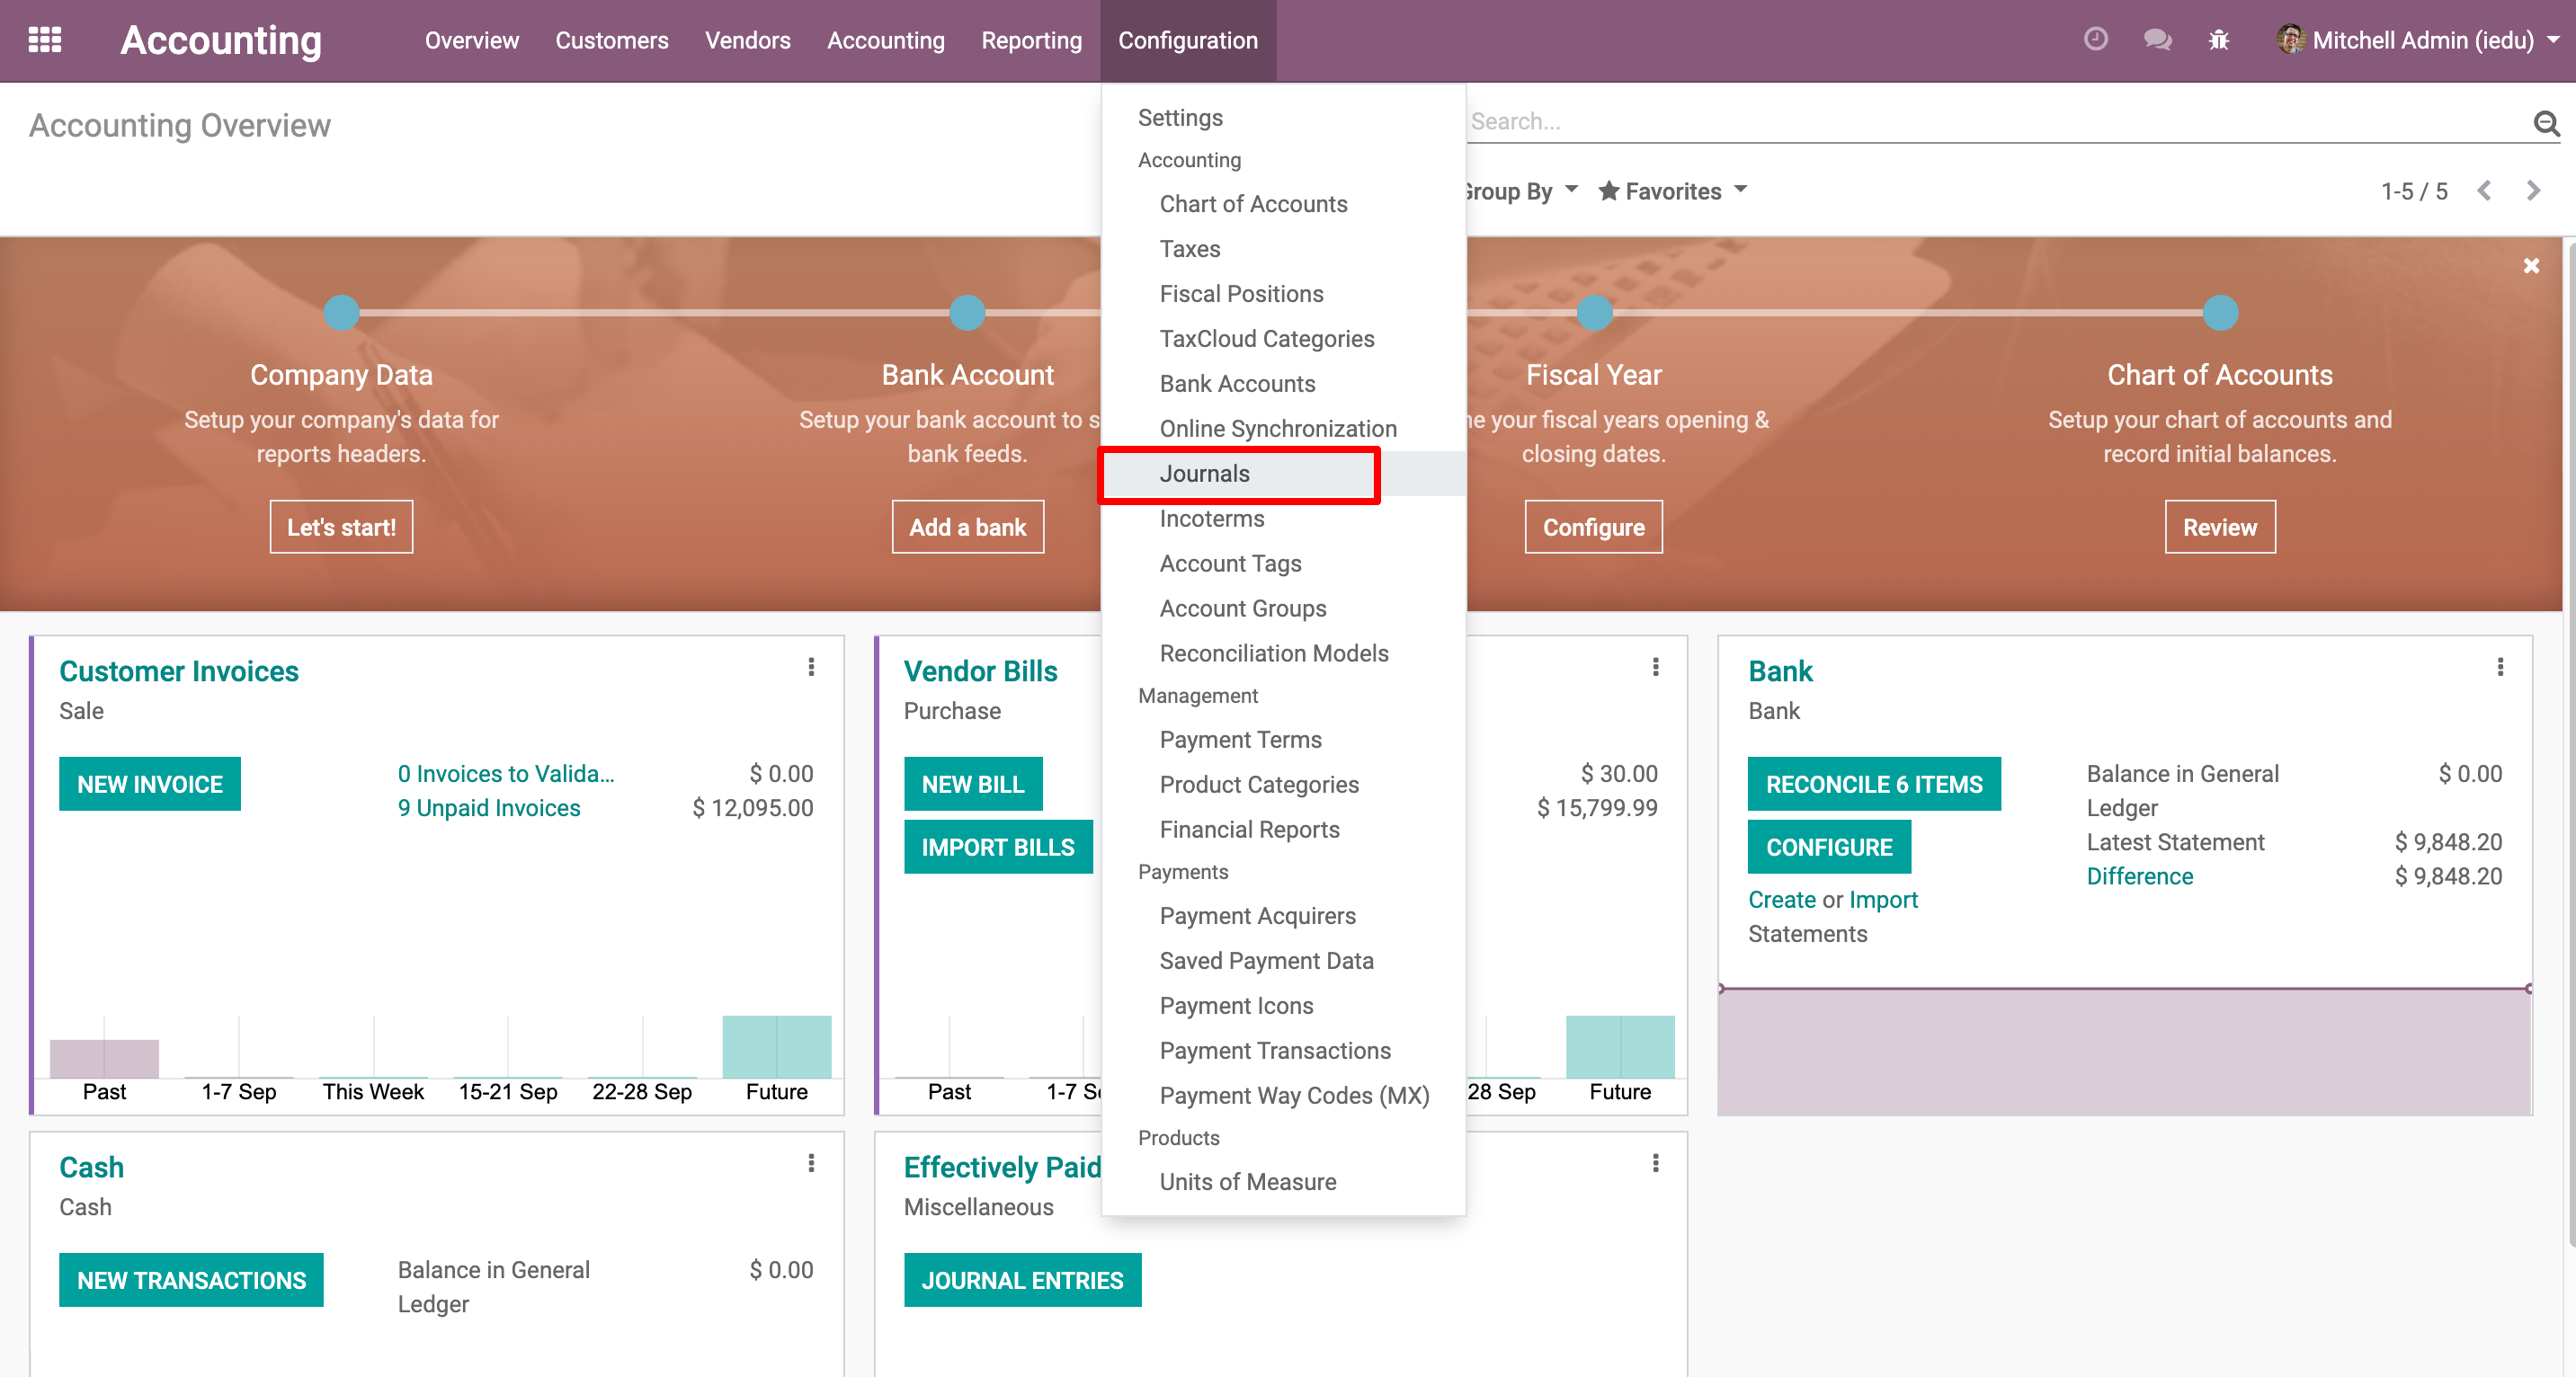 Accounting
Overview
Customers
Vendors
Accounting
Reporting
Configuration
Mitchell Admin (iedu)
Accounting Overview
Search...
Group By
Favorites
1-5 / 5
Settings
Accounting
Chart of Accounts
Taxes
Fiscal Positions
TaxCloud Categories
Bank Accounts
Online Synchronization
Journals
Incoterms
Account Tags
Account Groups
Reconciliation Models
Management
Payment Terms
Product Categories
Financial Reports
Payments
Payment Acquirers
Saved Payment Data
Payment Icons
Payment Transactions
Payment Way Codes (MX)
Products
Units of Measure
Company Data
Setup your company's data for
reports headers.
Let's start!
Bank Account
Setup your bank account to s
bank feeds.
Add a bank
Fiscal Year
ne your fiscal years opening &
closing dates.
Configure
Chart of Accounts
Setup your chart of accounts and
record initial balances.
Review
Customer Invoices
Sale
NEW INVOICE
0 Invoices to Valida... $ 0.00
9 Unpaid Invoices $ 12,095.00
Past 1-7 Sep This Week 15-21 Sep 22-28 Sep Future
Vendor Bills
Purchase
NEW BILL
IMPORT BILLS
$ 30.00
$ 15,799.99
Past 1-7 S 28 Sep Future
Bank
Bank
RECONCILE 6 ITEMS
CONFIGURE
Create or Import
Statements
Balance in General
Ledger
$ 0.00
Latest Statement $ 9,848.20
Difference $ 9,848.20
Cash
Cash
NEW TRANSACTIONS
Balance in General
Ledger
$ 0.00
Effectively Paid
Miscellaneous
JOURNAL ENTRIES